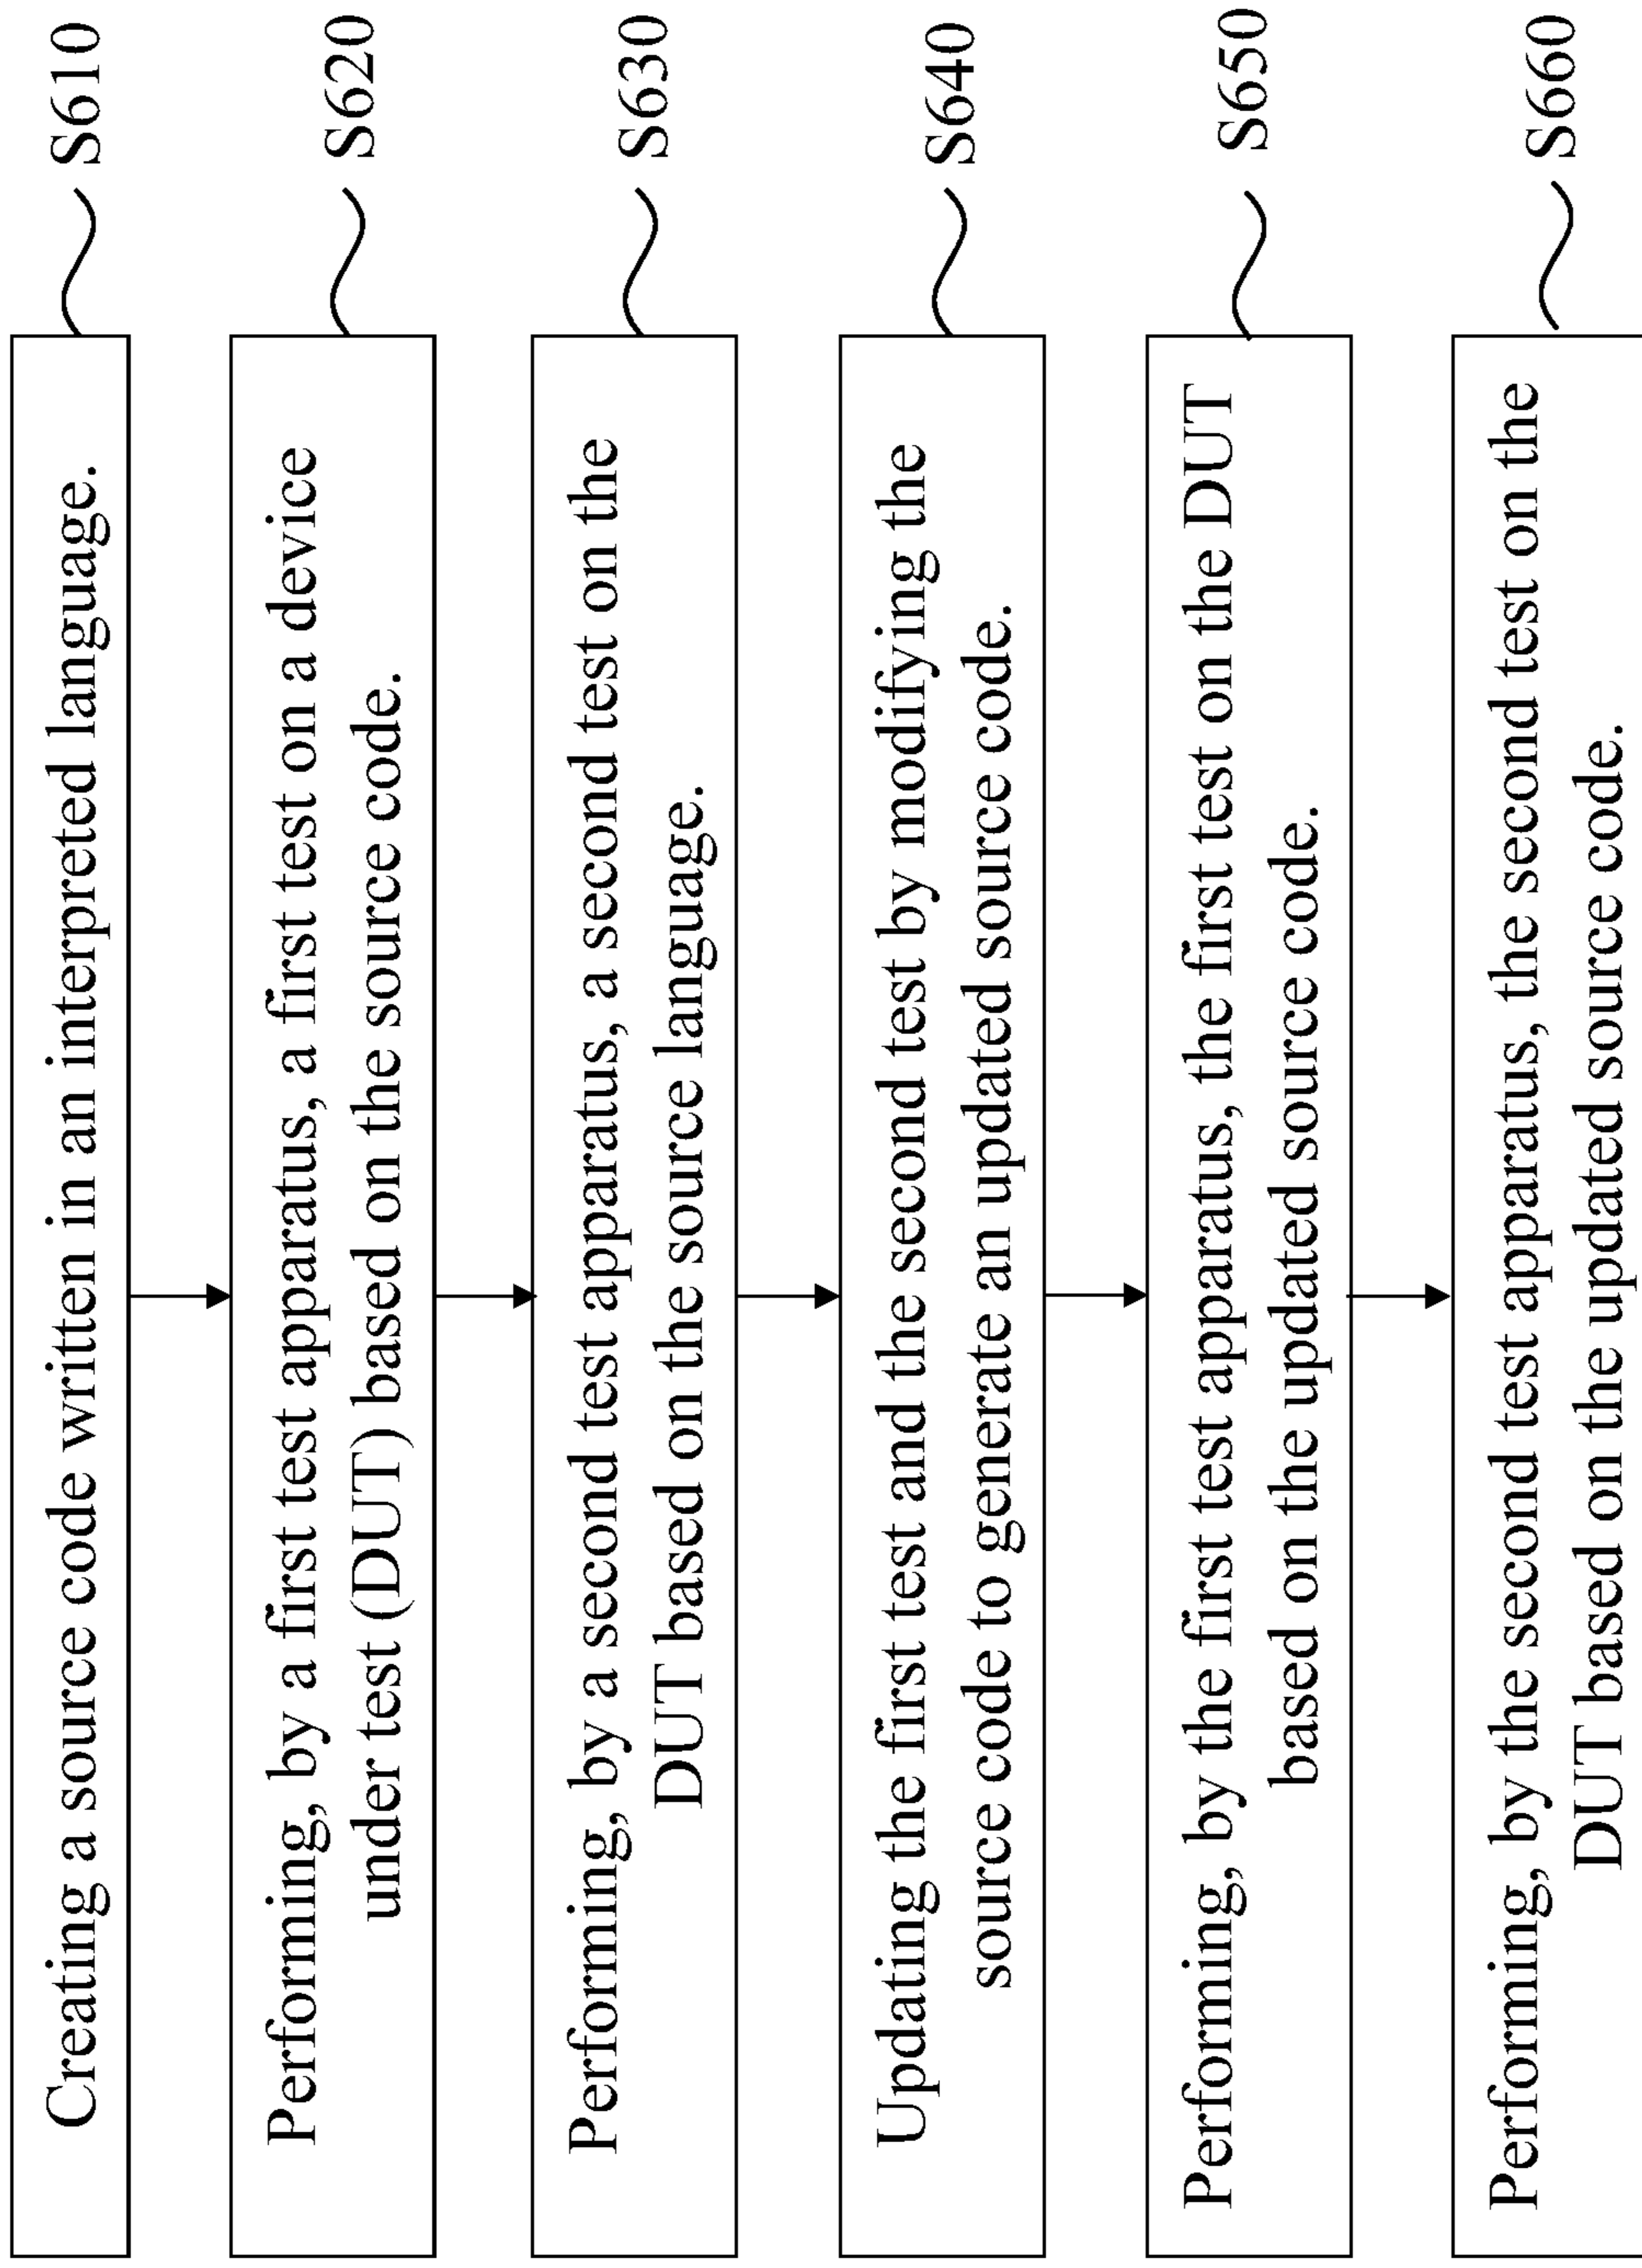 Creating a source code written in an interpreted language.
S610
Performing, by a first test apparatus, a first test on a device
under test (DUT) based on the source code.
S620
Performing, by a second test apparatus, a second test on the
DUT based on the source language.
S630
Updating the first test and the second test by modifying the
source code to generate an updated source code.
S640
Performing, by the first test apparatus, the first test on the DUT
based on the updated source code.
S650
Performing, by the second test apparatus, the second test on the
DUT based on the updated source code.
S660